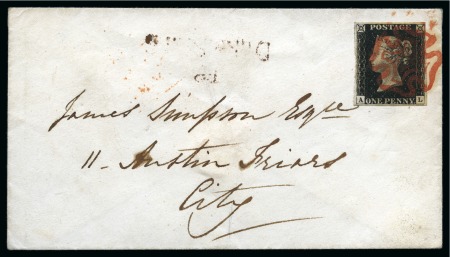 POSTAGE
A ONE PENNY L
James Simpson Esqre
11 Austin Friars
City